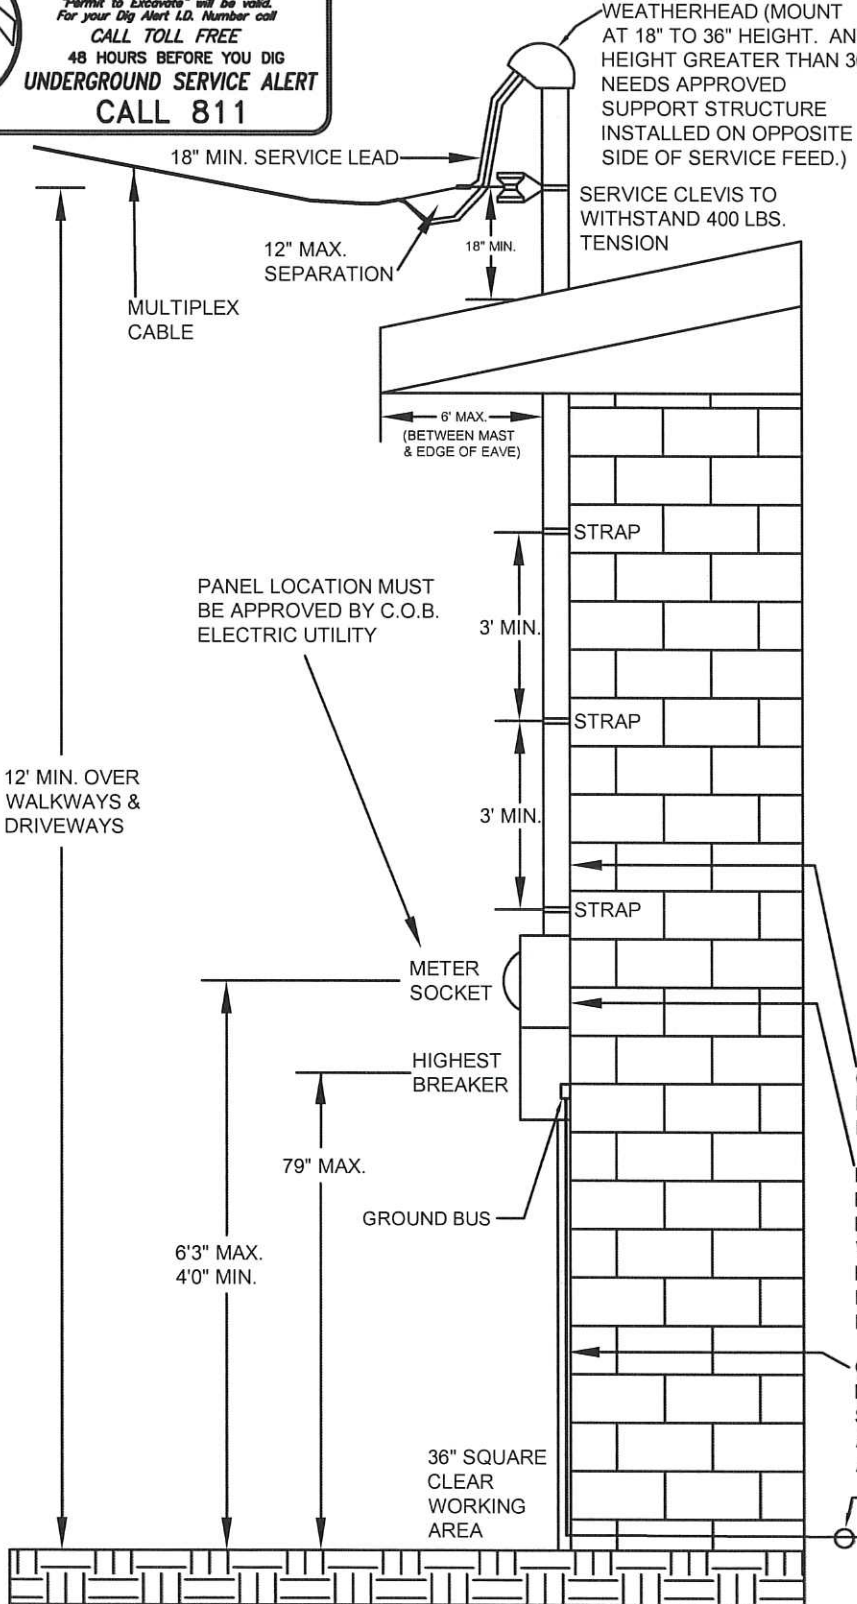 "Permit to Excavate" will be valid.
For your Dig Alert I.D. Number call
CALL TOLL FREE
48 HOURS BEFORE YOU DIG
UNDERGROUND SERVICE ALERT
CALL 811
WEATHERHEAD (MOUNT
AT 18" TO 36" HEIGHT. AN
HEIGHT GREATER THAN
NEEDS APPROVED
SUPPORT STRUCTURE
INSTALLED ON OPPOSITE
SIDE OF SERVICE FEED.)
18" MIN. SERVICE LEAD
SERVICE CLEVIS TO
WITHSTAND 400 LBS.
TENSION
12" MAX.
SEPARATION
18" MIN.
MULTIPLEX
CABLE
6' MAX.
(BETWEEN MAST
& EDGE OF EAVE)
STRAP
PANEL LOCATION MUST
BE APPROVED BY C.O.B.
ELECTRIC UTILITY
3' MIN.
STRAP
12' MIN. OVER
WALKWAYS &
DRIVEWAYS
3' MIN.
STRAP
METER
SOCKET
HIGHEST
BREAKER
79" MAX.
GROUND BUS
6'3" MAX.
4'0" MIN.
36" SQUARE
CLEAR
WORKING
AREA